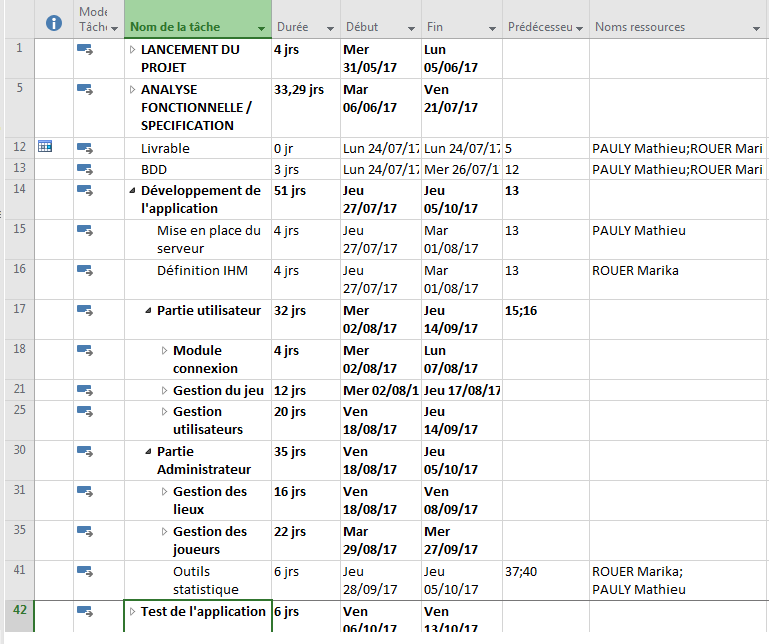 Mode
Tâche Nom de la tâche Durée Début Fin Prédécesseu Noms ressources
1 LANCEMENT DU PROJET 4 jrs Mer 31/05/17 Lun 05/06/17
5 ANALYSE FONCTIONNELLE / SPECIFICATION 33,29 jrs Mar 06/06/17 Ven 21/07/17
12 Livrable 0 jr Lun 24/07/17 Lun 24/07/17 5 PAULY Mathieu;ROUER Mari
13 BDD 3 jrs Lun 24/07/17 Mer 26/07/1 12 PAULY Mathieu;ROUER Mari
14 Développement de l'application 51 jrs Jeu 27/07/17 Jeu 05/10/17 13
15 Mise en place du serveur 4 jrs Jeu 27/07/17 Mar 01/08/17 13 PAULY Mathieu
16 Définition IHM 4 jrs Jeu 27/07/17 Mar 01/08/17 13 ROUER Marika
17 Partie utilisateur 32 jrs Mer 02/08/17 Jeu 14/09/17 15;16
18 Module connexion 4 jrs Mer 02/08/17 Lun 07/08/17
21 Gestion du jeu 12 jrs Mer 02/08/1 Jeu 17/08/17
25 Gestion utilisateurs 20 jrs Ven 18/08/17 Jeu 14/09/17
30 Partie Administrateur 35 jrs Ven 18/08/17 Jeu 05/10/17
31 Gestion des lieux 16 jrs Ven 18/08/17 Ven 08/09/17
35 Gestion des joueurs 22 jrs Mar 29/08/17 Mer 27/09/17
41 Outils statistique 6 jrs Jeu 28/09/17 Jeu 05/10/17 37;40 ROUER Marika; PAULY Mathieu
42 Test de l'application 6 jrs Ven 06/10/17 Ven 13/10/17